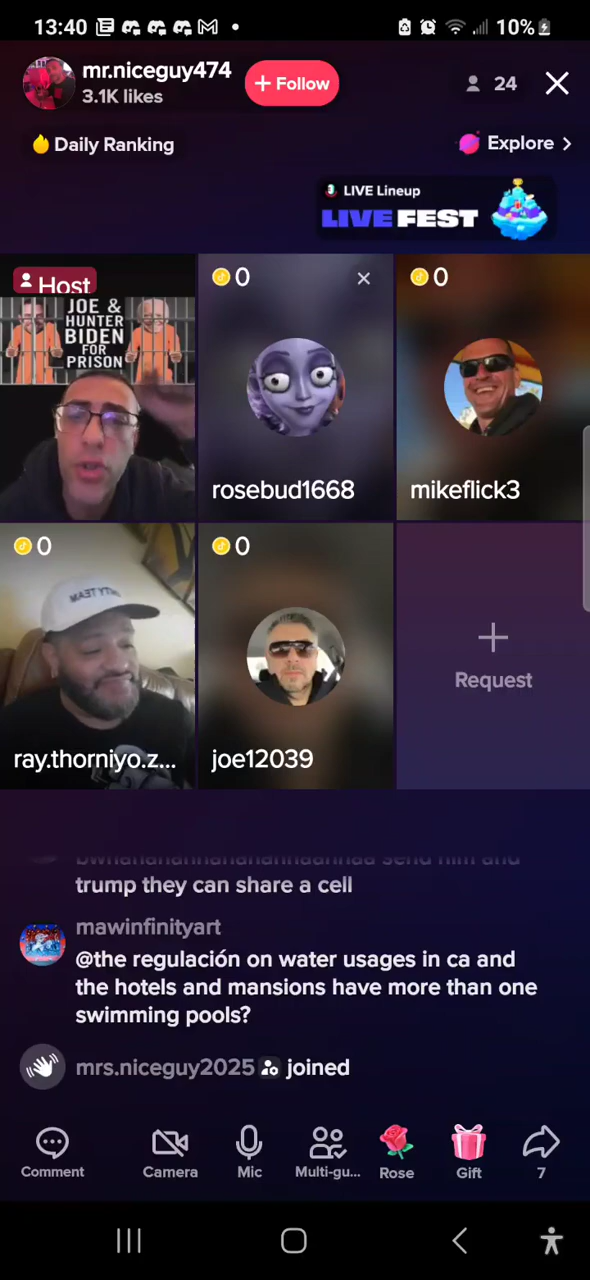 13:40
10%
mr.niceguy474
3.1K likes
+ Follow
24
Daily Ranking
Explore >
LIVE Lineup
LIVE FEST
Host
JOE &
HUNTER
BIDEN
FOR
PRISON
0
rosebud1668
0
mikeflick3
0
ray.thorniyo.z...
0
joe12039
Request
send him and
trump they can share a cell
mawinfinityart
@the regulación on water usages in ca and
the hotels and mansions have more than one
swimming pools?
mrs.niceguy2025 joined
Comment
Camera
Mic
Multi-gu...
Rose
Gift
7